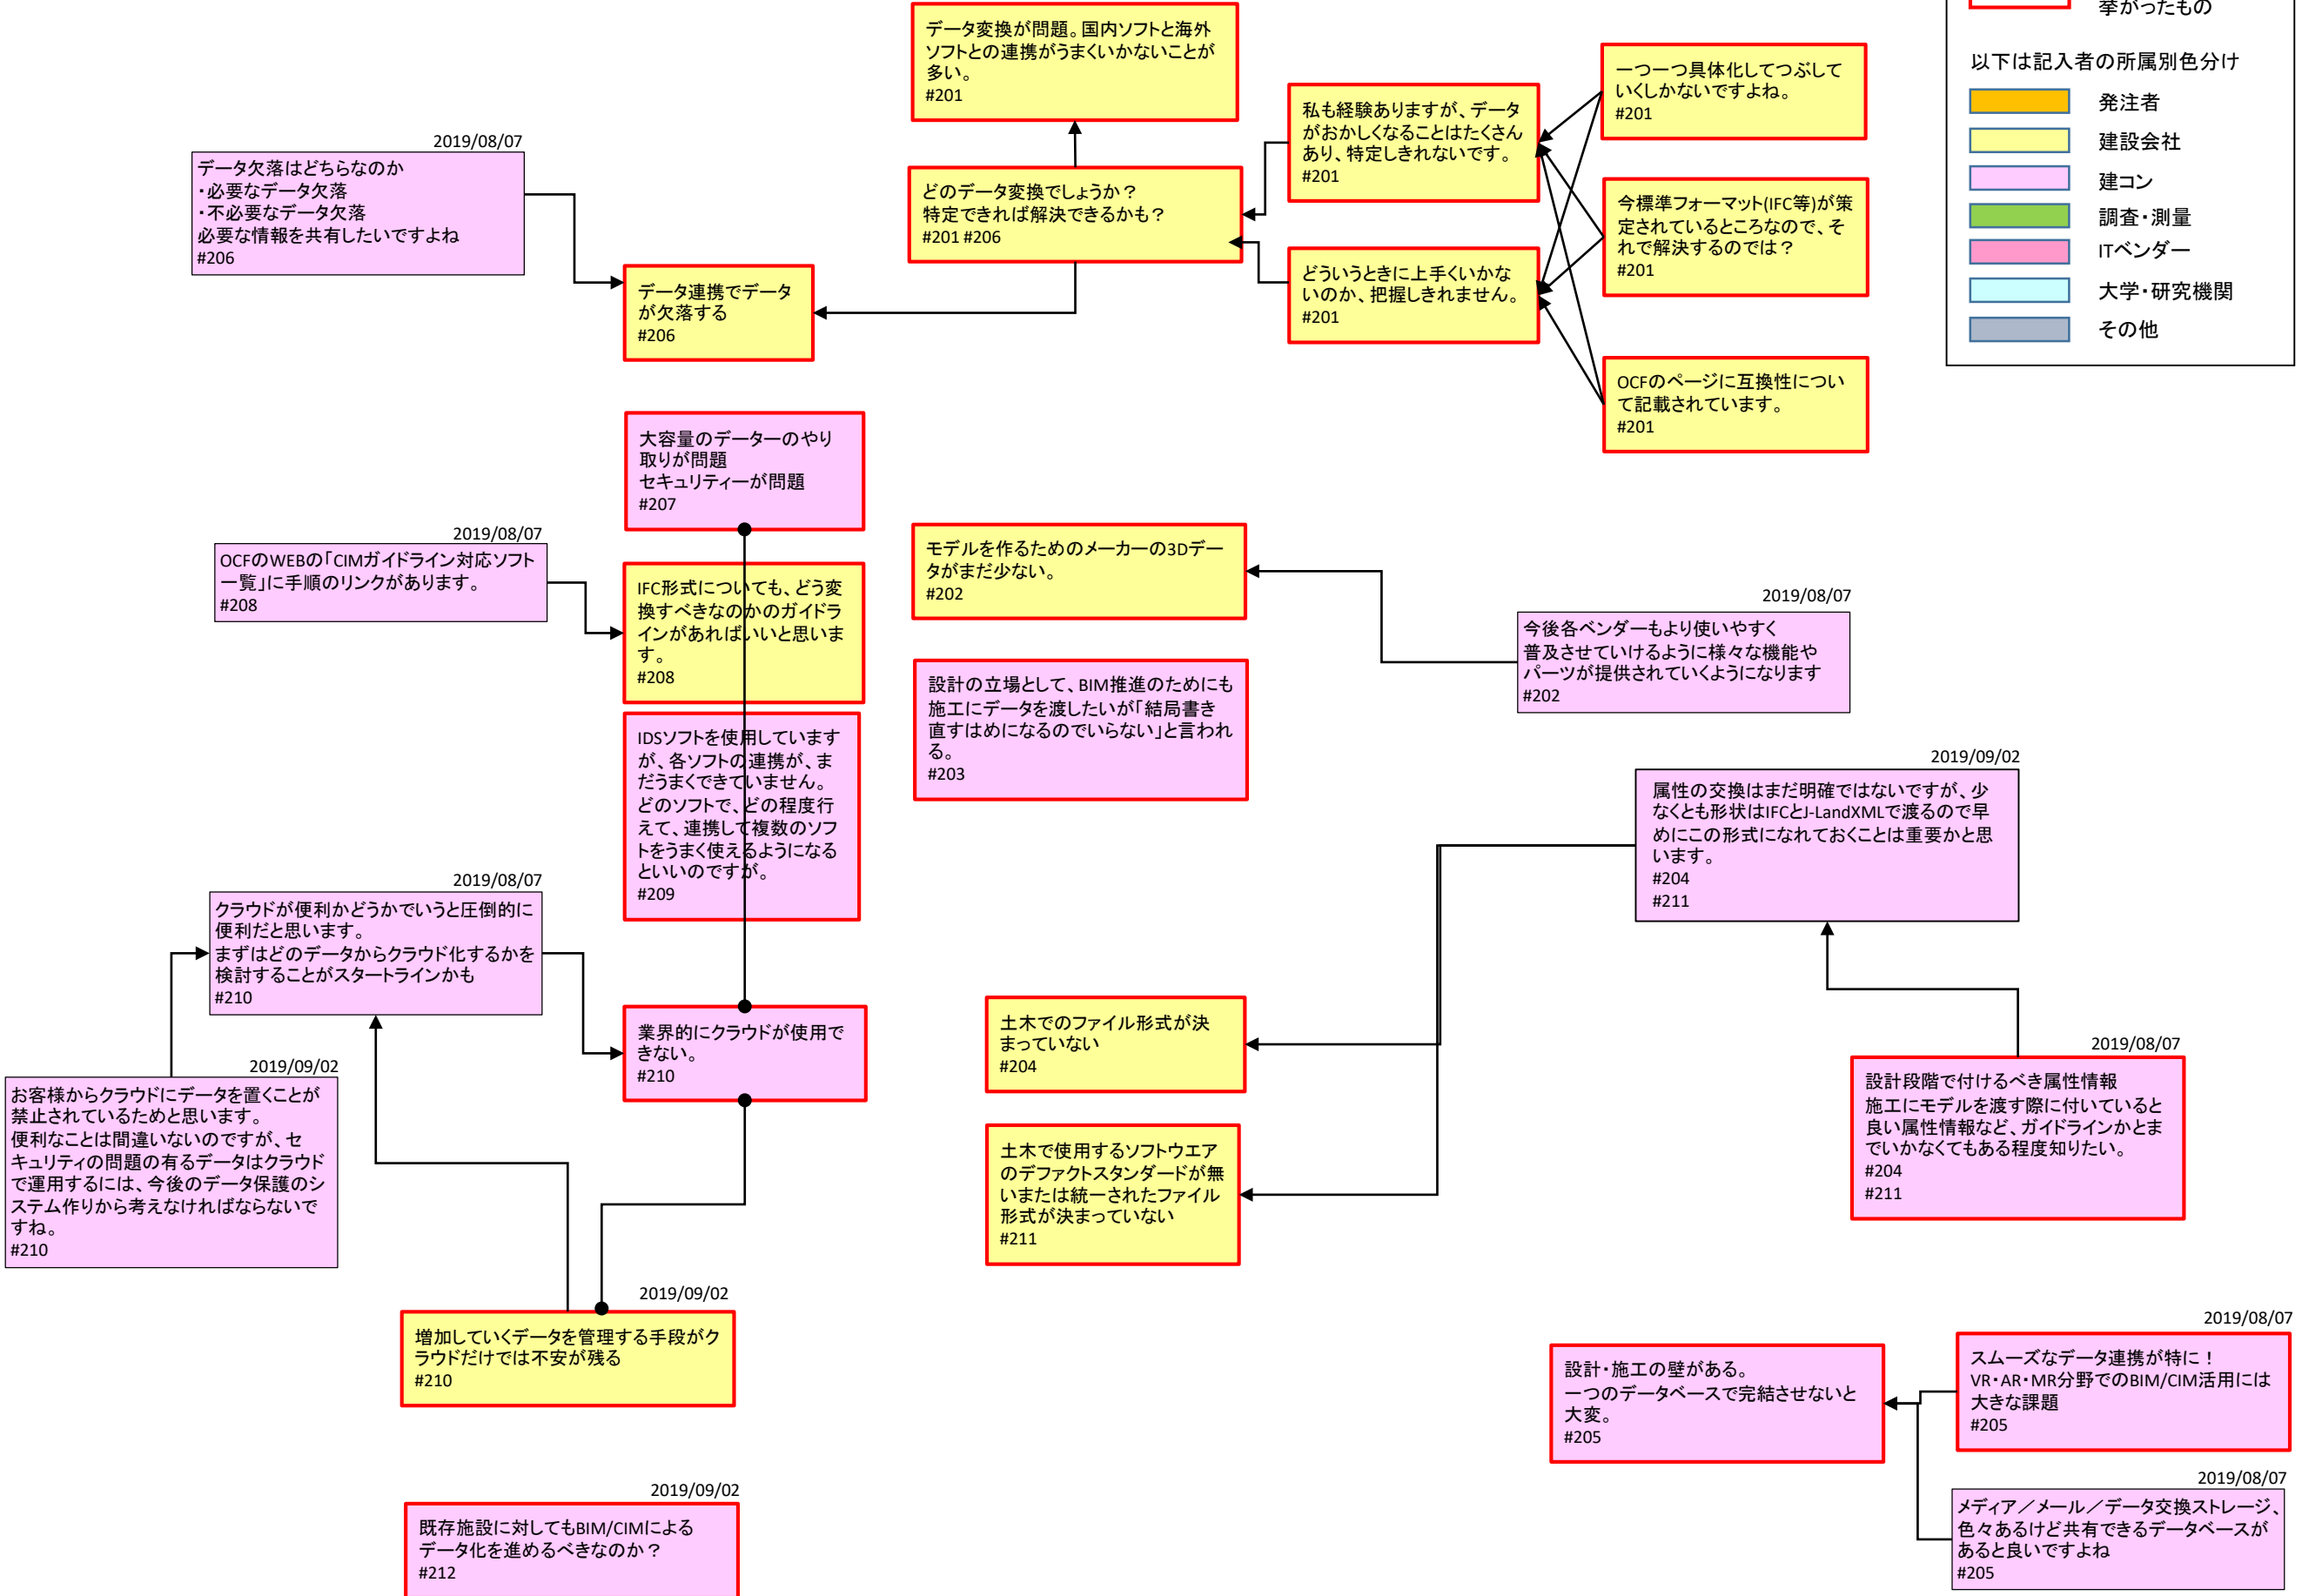 データ変換が問題。国内ソフトと海外
ソフトとの連携がうまくいかないことが
多い。
#201
挙がったもの
以下は記入者の所属別色分け
発注者
建設会社
建コン
調査・測量
ITベンダー
大学・研究機関
その他
一つ一つ具体化してつぶして
いくしかないですよね。
#201
私も経験ありますが、データ
がおかしくなることはたくさん
あり、特定しきれないです。
#201
2019/08/07
データ欠落はどちらなのか
・必要なデータ欠落
・不必要なデータ欠落
必要な情報を共有したいですよね
#206
どのデータ変換でしょうか？
特定できれば解決できるかも？
#201 #206
今標準フォーマット(IFC等)が策
定されているところなので、そ
れで解決するのでは？
#201
どういうときに上手くいかな
いのか、把握しきれません。
#201
データ連携でデータ
が欠落する
#206
OCFのページに互換性につい
て記載されています。
#201
大容量のデーターのやり
取りが問題
セキュリティーが問題
#207
2019/08/07
OCFのWEBの「CIMガイドライン対応ソフト
一覧」に手順のリンクがあります。
#208
IFC形式についても、どう変
換すべきなのかのガイドラ
インがあればいいと思いま
す。
#208
モデルを作るためのメーカーの3Dデー
タがまだ少ない。
#202
2019/08/07
今後各ベンダーもより使いやすく
普及させていけるように様々な機能や
パーツが提供されていくようになります
#202
設計の立場として、BIM推進のためにも
施工にデータを渡したいが「結局書き
直すはめになるのでいらない」と言われ
る。
#203
IDSソフトを使用しています
が、各ソフトの連携が、ま
だうまくできていません。
どのソフトで、どの程度行
えて、連携して複数のソフ
トをうまく使えるようになる
といいのですが。
#209
2019/09/02
属性の交換はまだ明確ではないですが、少
なくとも形状はIFCとJ-LandXMLで渡るので早
めにこの形式になれておくことは重要かと思
います。
#204
#211
2019/08/07
クラウドが便利かどうかでいうと圧倒的に
便利だと思います。
まずはどのデータからクラウド化するかを
検討することがスタートラインかも
#210
業界的にクラウドが使用で
きない。
#210
土木でのファイル形式が決
まっていない
#204
2019/08/07
設計段階で付けるべき属性情報
施工にモデルを渡す際に付いていると
良い属性情報など、ガイドラインかとま
でいかなくてもある程度知りたい。
#204
#211
2019/09/02
お客様からクラウドにデータを置くことが
禁止されているためと思います。
便利なことは間違いないのですが、セ
キュリティの問題の有るデータはクラウド
で運用するには、今後のデータ保護のシ
ステム作りから考えなければならないで
すね。
#210
土木で使用するソフトウエア
のデファクトスタンダードが無
いまたは統一されたファイル
形式が決まっていない
#211
2019/09/02
増加していくデータを管理する手段がク
ラウドだけでは不安が残る
#210
設計・施工の壁がある。
一つのデータベースで完結させないと
大変。
#205
2019/08/07
スムーズなデータ連携が特に！
VR・AR・MR分野でのBIM/CIM活用には
大きな課題
#205
2019/08/07
メディア／メール／データ交換ストレージ、
色々あるけど共有できるデータベースが
あると良いですよね
#205
2019/09/02
既存施設に対してもBIM/CIMによる
データ化を進めるべきなのか？
#212